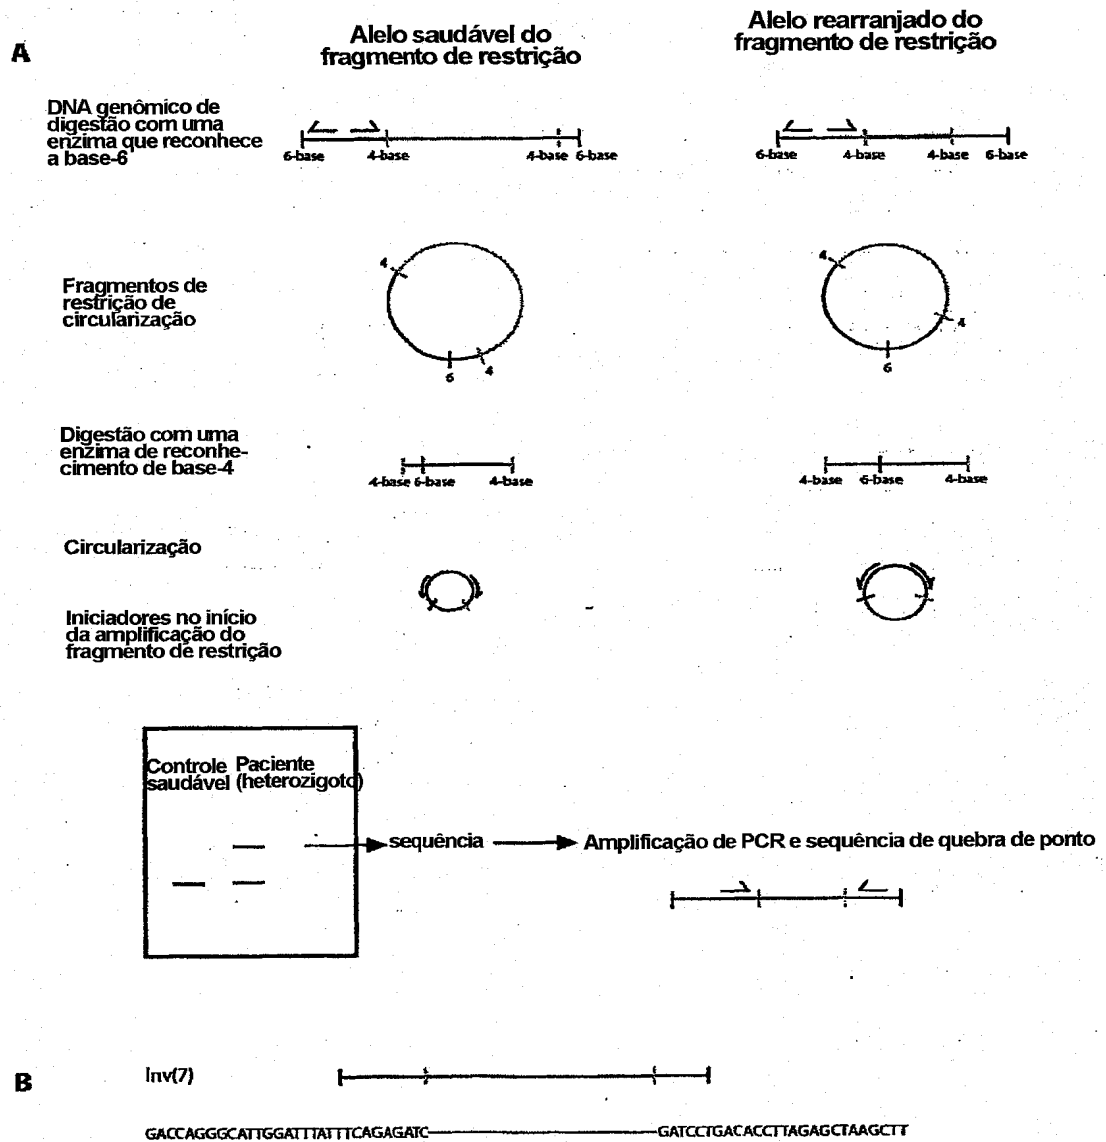 A
Alelo saudável do
fragmento de restrição
Alelo rearranjado do
fragmento de restrição
DNA genômico de
digestão com uma
enzima que reconhece
a base-6
6-base 4-base 4-base 6-base
6-base 4-base 4-base 6-base
Fragmentos de
restrição de
circularização
4
6
4
4
6
4
Digestão com uma
enzima de reconhe-
cimento de base-4
4-base 6-base 4-base
4-base 6-base 4-base
Circularização
Iniciadores no início
da amplificação do
fragmento de restrição
Controle
saudável
Paciente
(heterozigoto)
sequência
Amplificação de PCR e sequência de quebra de ponto
B
Inv(7)
GACCAGGGCATTGGATTTATTTCAGAGATC GATCCTGACACCTTAGAGCTAAGCTT